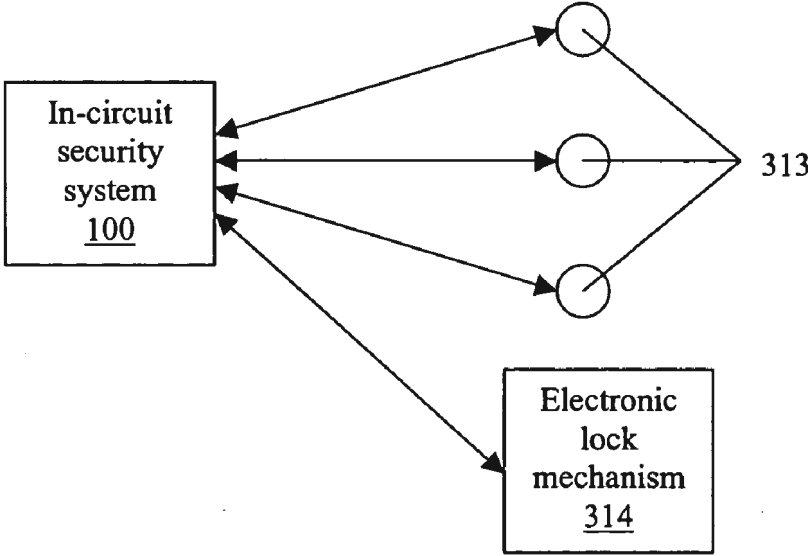 In-circuit
security
system
100
313
Electronic
lock
mechanism
314